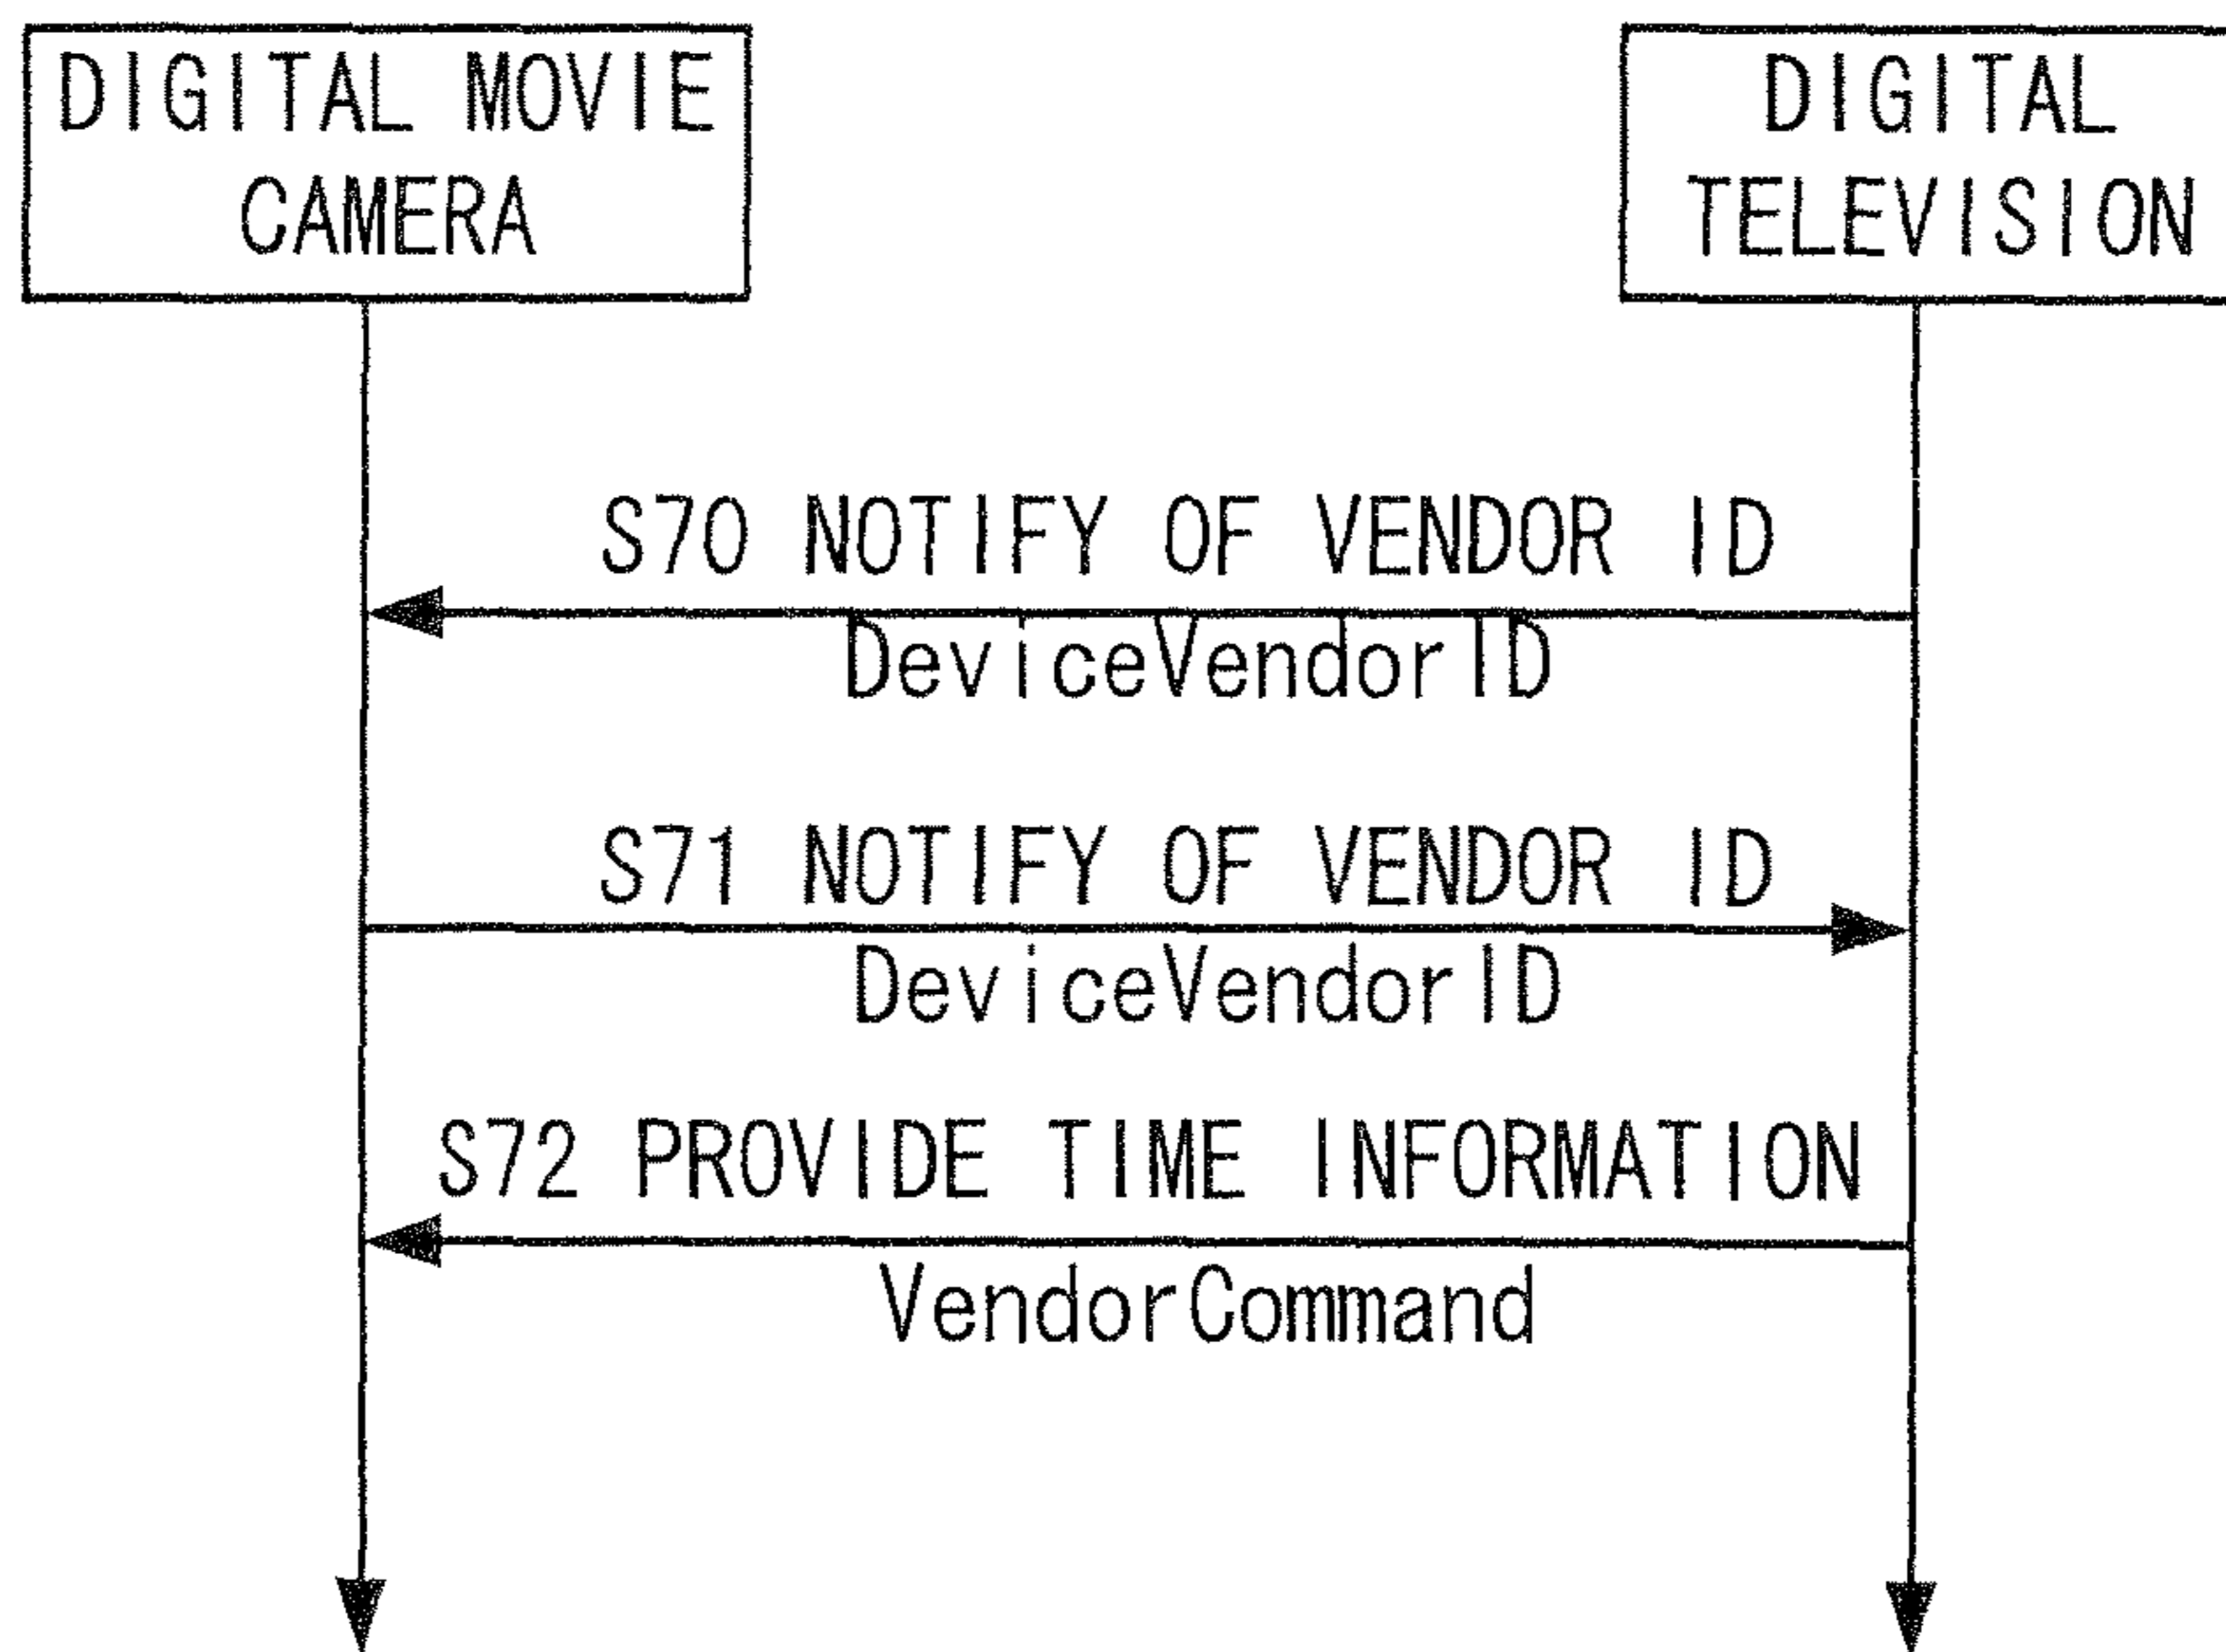 DIGITAL MOVIE
CAMERA
DIGITAL
TELEVISION
S70 NOTIFY OF VENDOR ID
DeviceVendorID
S71 NOTIFY OF VENDOR ID
DeviceVendorID
S72 PROVIDE TIME INFORMATION
VendorCommand